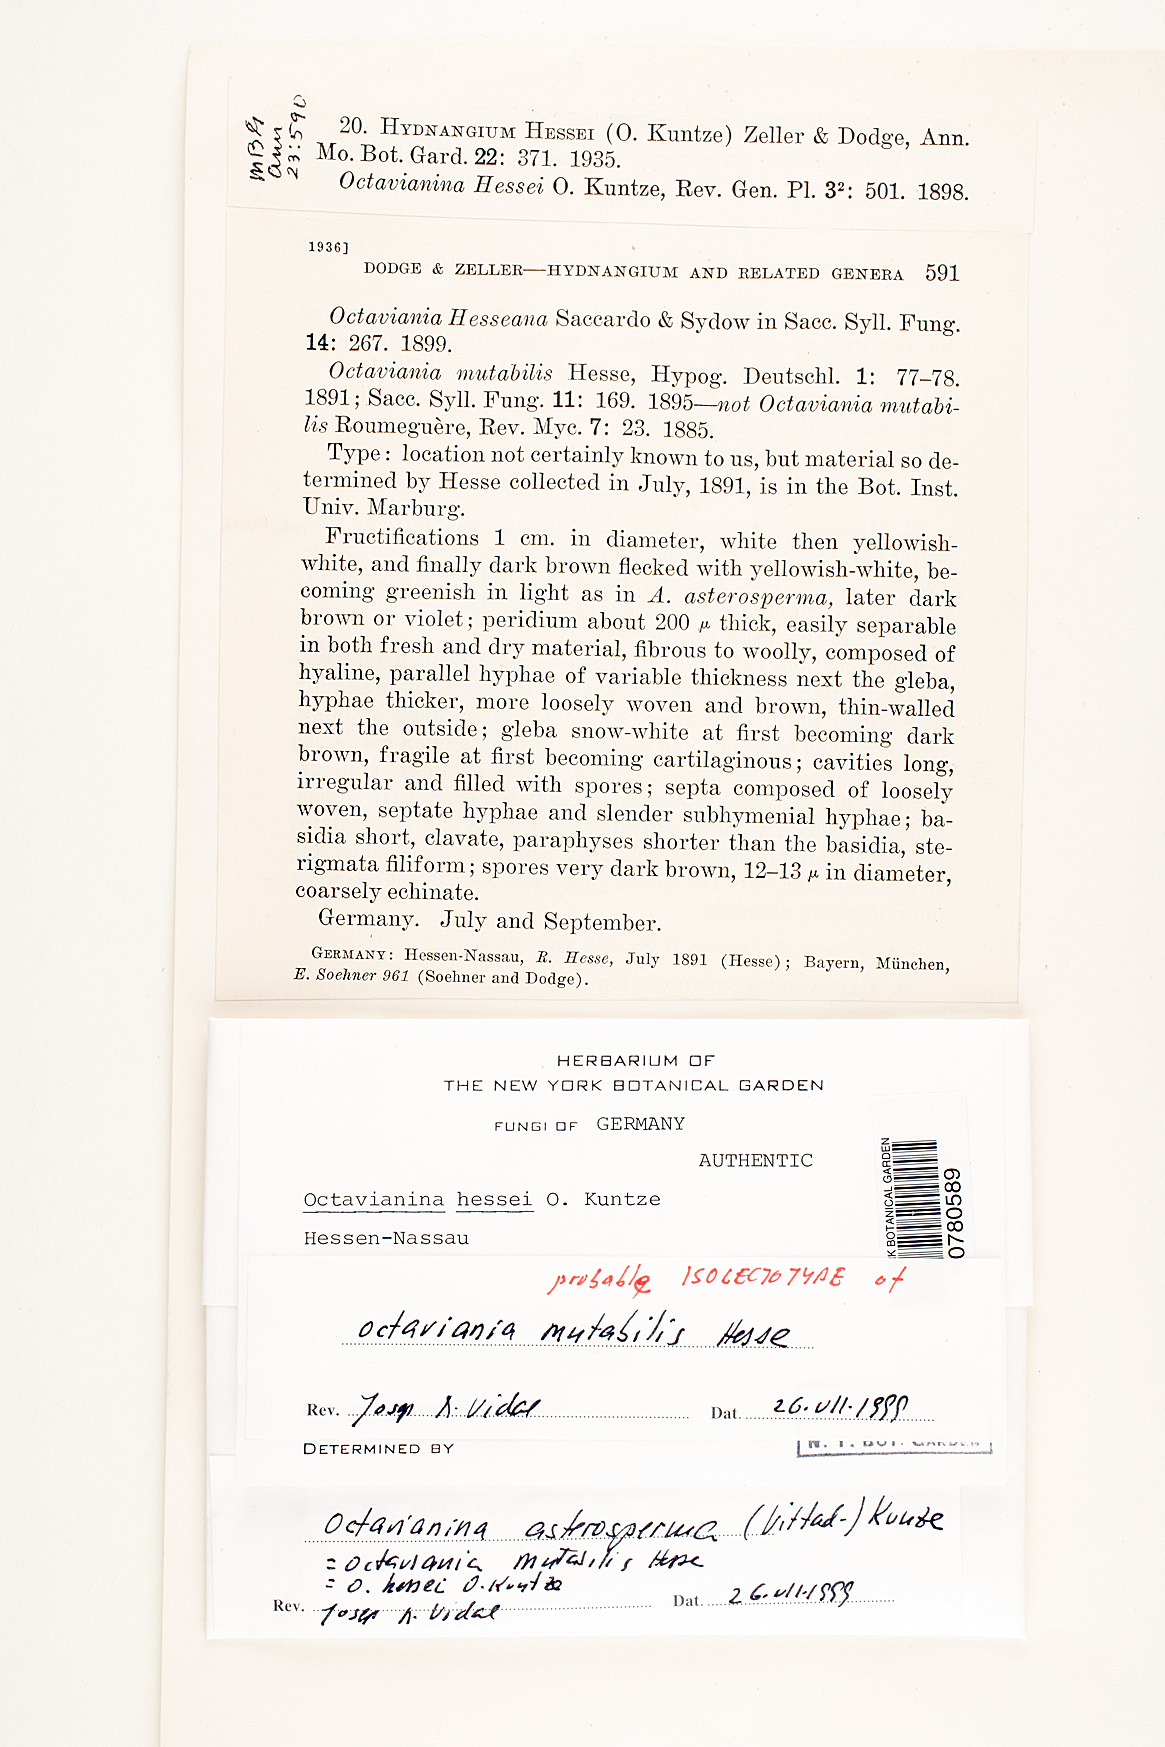 MBG
Ann
23:590
20. HYDNANGIUM HESSEI (O. Kuntze) Zeller & Dodge, Ann.
Mo. Bot. Gard. 22: 371. 1935.
Octavianina Hessei O. Kuntze, Rev. Gen. Pl. 3²: 501. 1898.
1936]
DODGE & ZELLER—HYDNANGIUM AND RELATED GENERA 591
Octaviania Hesseana Saccardo & Sydow in Sacc. Syll. Fung.
14: 267. 1899.
Octaviania mutabilis Hesse, Hypog. Deutschl. 1: 77–78.
1891; Sacc. Syll. Fung. 11: 169. 1895—not Octaviania mutabi-
lis Roumeguère, Rev. Myc. 7: 23. 1885.
Type: location not certainly known to us, but material so de-
termined by Hesse collected in July, 1891, is in the Bot. Inst.
Univ. Marburg.
Fructifications 1 cm. in diameter, white then yellowish-
white, and finally dark brown flecked with yellowish-white, be-
coming greenish in light as in A. asterosperma, later dark
brown or violet; peridium about 200 μ thick, easily separable
in both fresh and dry material, fibrous to woolly, composed of
hyaline, parallel hyphae of variable thickness next the gleba,
hyphae thicker, more loosely woven and brown, thin-walled
next the outside; gleba snow-white at first becoming dark
brown, fragile at first becoming cartilaginous; cavities long,
irregular and filled with spores; septa composed of loosely
woven, septate hyphae and slender subhymenial hyphae; ba-
sidia short, clavate, paraphyses shorter than the basidia, ste-
rigmata filiform; spores very dark brown, 12–13 μ in diameter,
coarsely echinate.
Germany. July and September.
GERMANY: Hessen-Nassau, R. Hesse, July 1891 (Hesse); Bayern, München,
E. Soehner 961 (Soehner and Dodge).
HERBARIUM OF
THE NEW YORK BOTANICAL GARDEN
FUNGI OF GERMANY
AUTHENTIC
Octavianina hessei O. Kuntze
Hessen-Nassau
K BOTANICAL GARDEN
0780589
probable ISOLECTOTYPE of
Octaviania mutabilis Hesse
Rev. Josep M. Vidal Dat. 26.VII.1999
DETERMINED BY
N. Y. BOT. GARDEN
Octavianina asterosperma (Vittad.) Kuntze
= Octaviania mutabilis Hesse
= O. hessei O. Kuntze
Rev. Josep M. Vidal Dat. 26.VII.1999